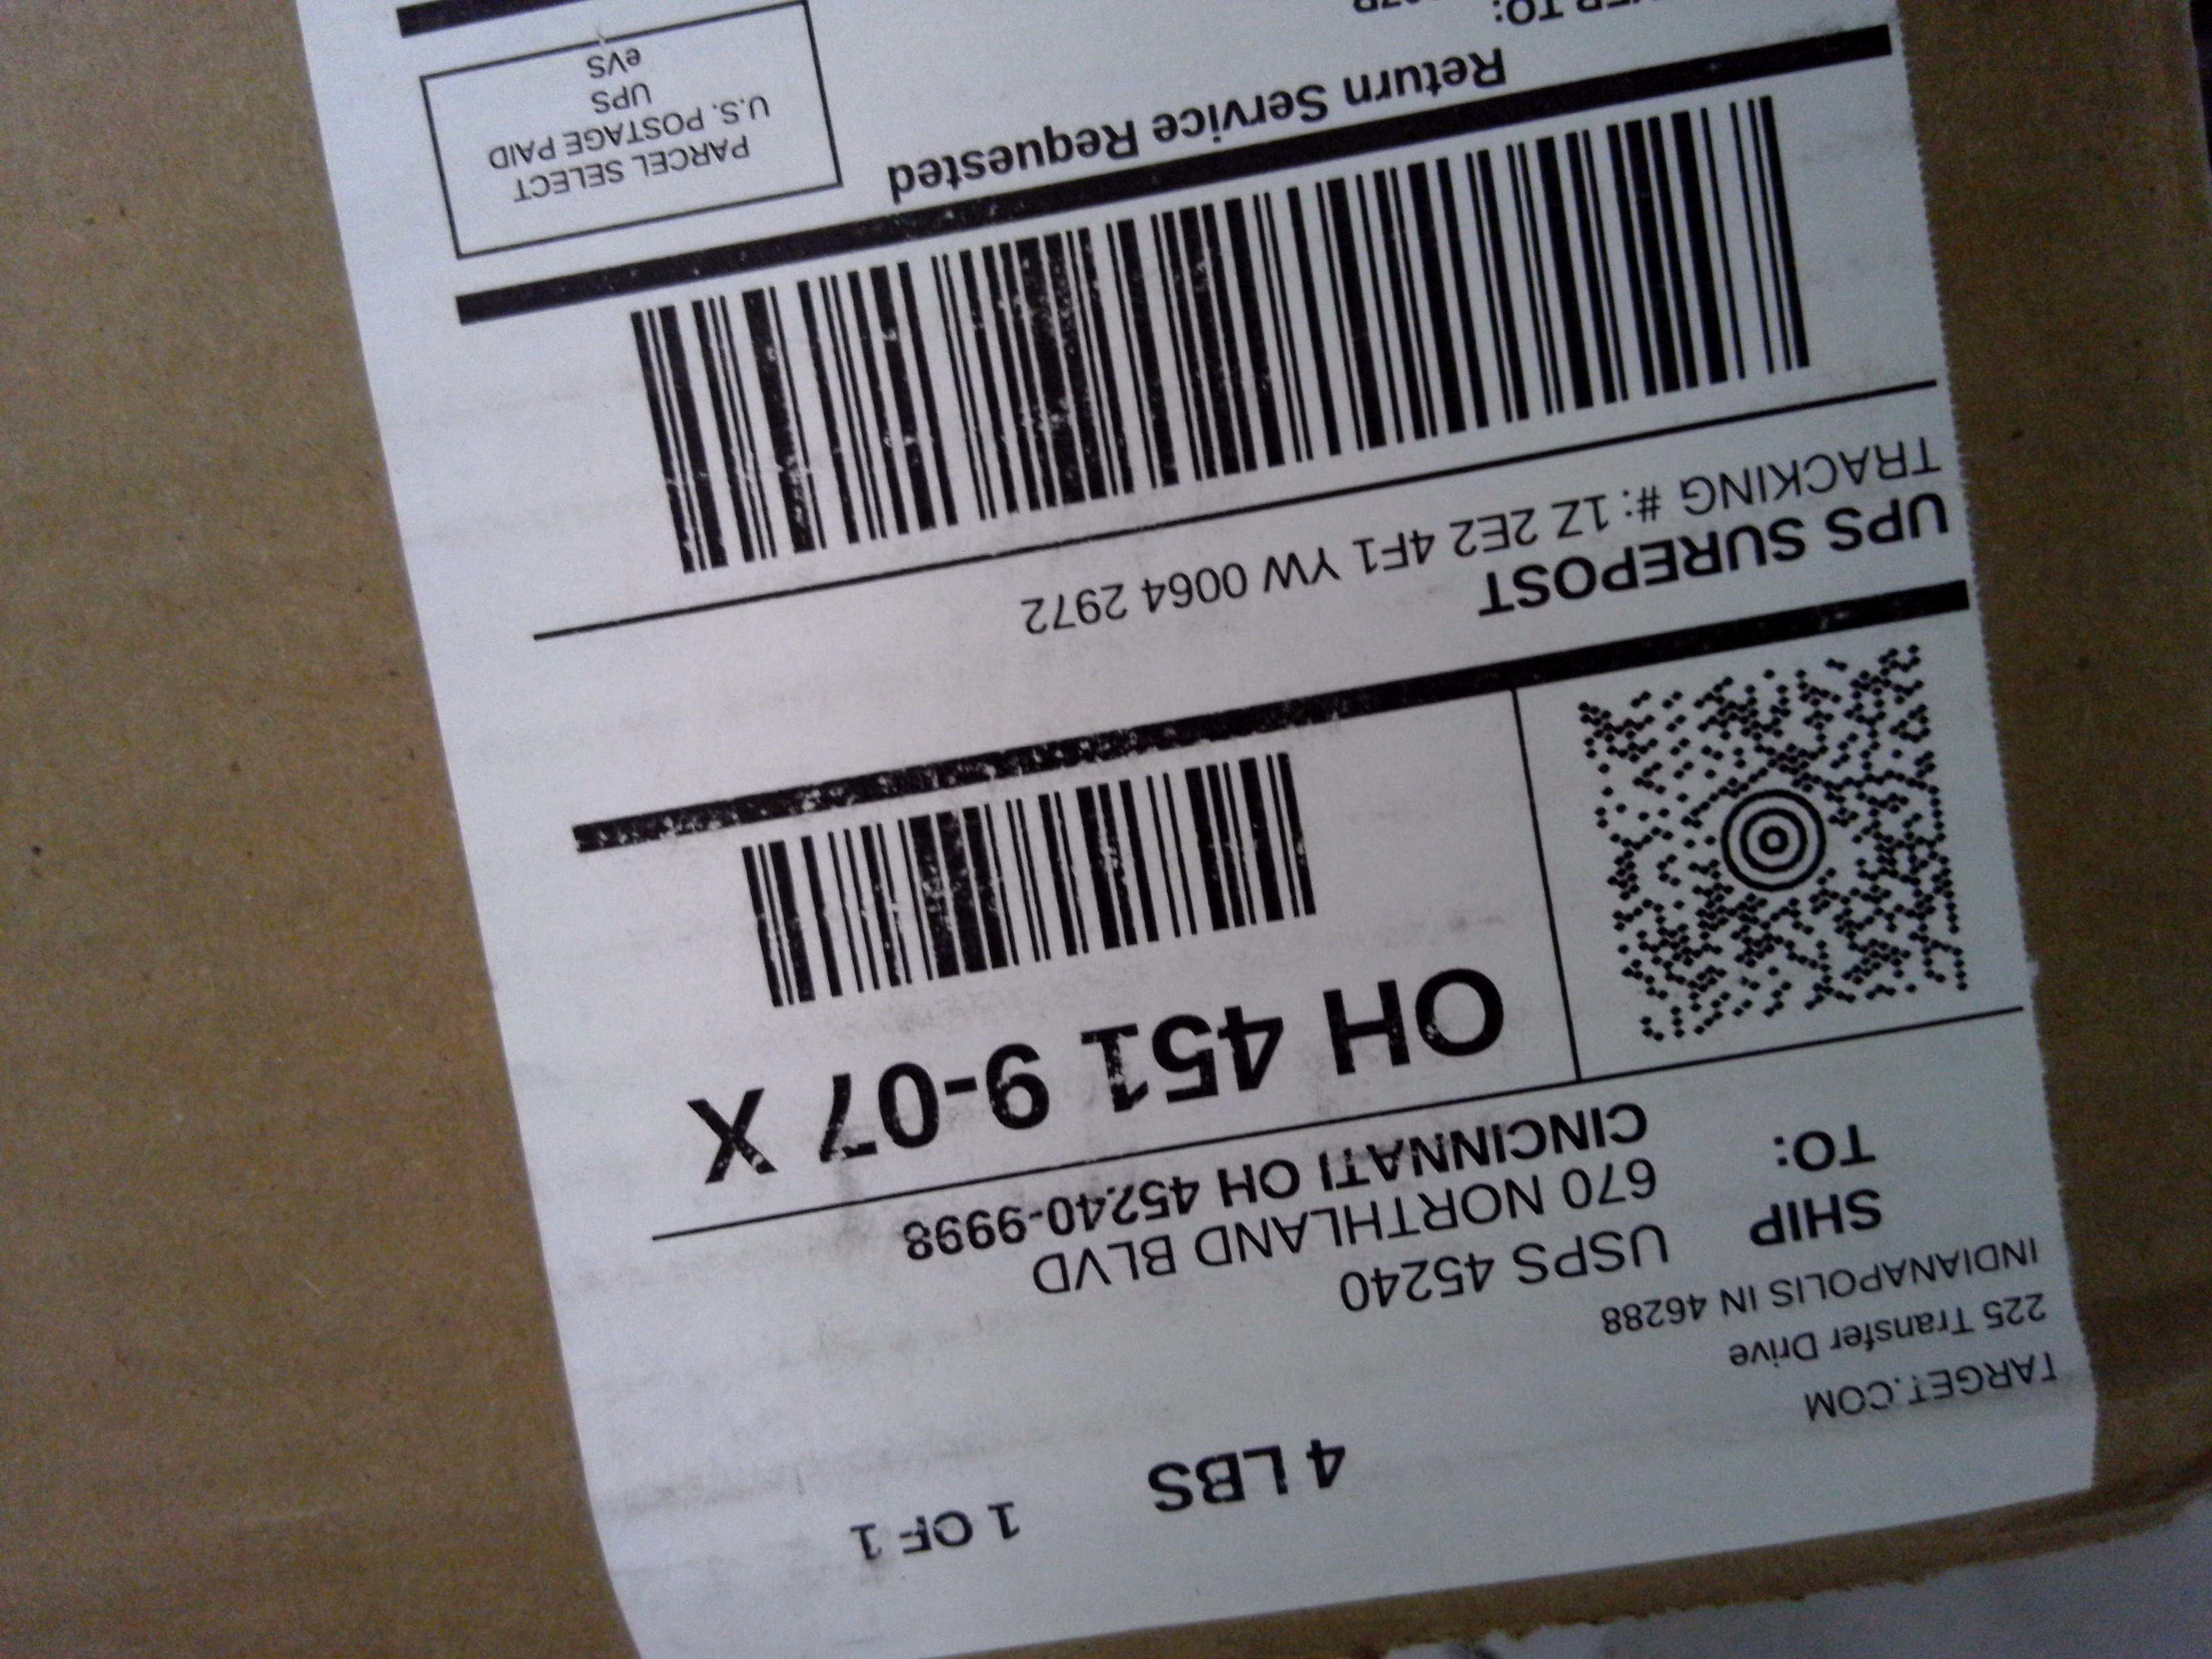 TARGET.COM
225 Transfer Drive
INDIANAPOLIS IN 46288
4 LBS
1 OF 1
SHIP
TO:
USPS 45240
670 NORTHLAND BLVD
CINCINNATI OH 45240-9998
OH 451 9-07 X
UPS SUREPOST
TRACKING #: 1Z 2E2 4F1 YW 0064 2972
Return Service Requested
PARCEL SELECT
U.S. POSTAGE PAID
UPS
eVS
TO: